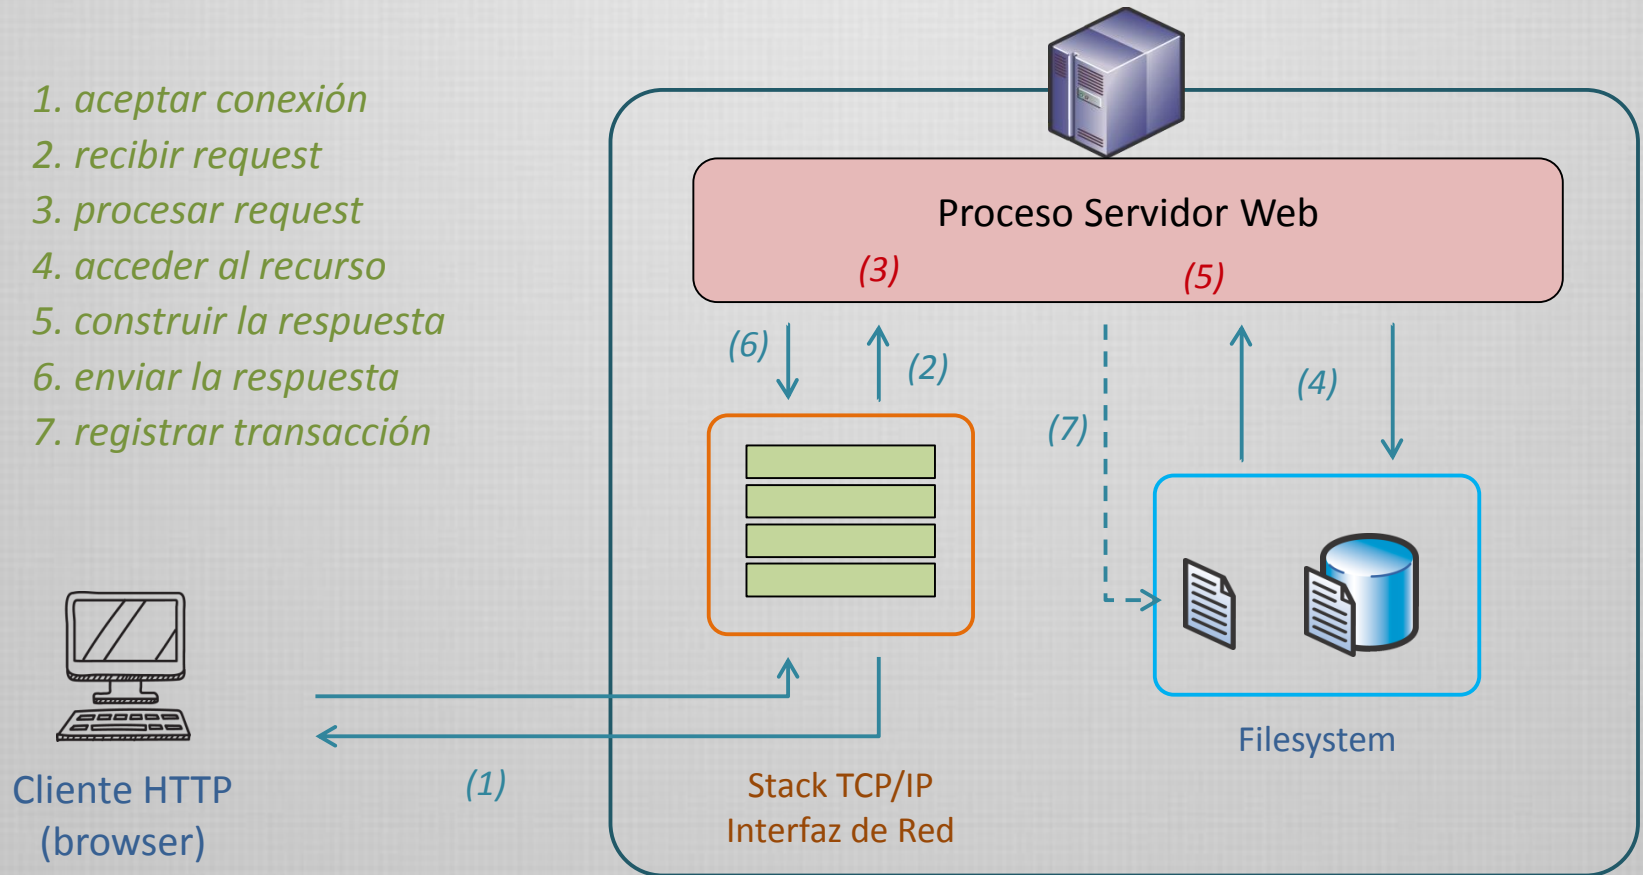 1. aceptar conexión
2. recibir request
3. procesar request
4. acceder al recurso
5. construir la respuesta
6. enviar la respuesta
7. registrar transacción
Proceso Servidor Web
(3)
(5)
(6)
(2)
(7)
(4)
Filesystem
(1)
Cliente HTTP
(browser)
Stack TCP/IP
Interfaz de Red